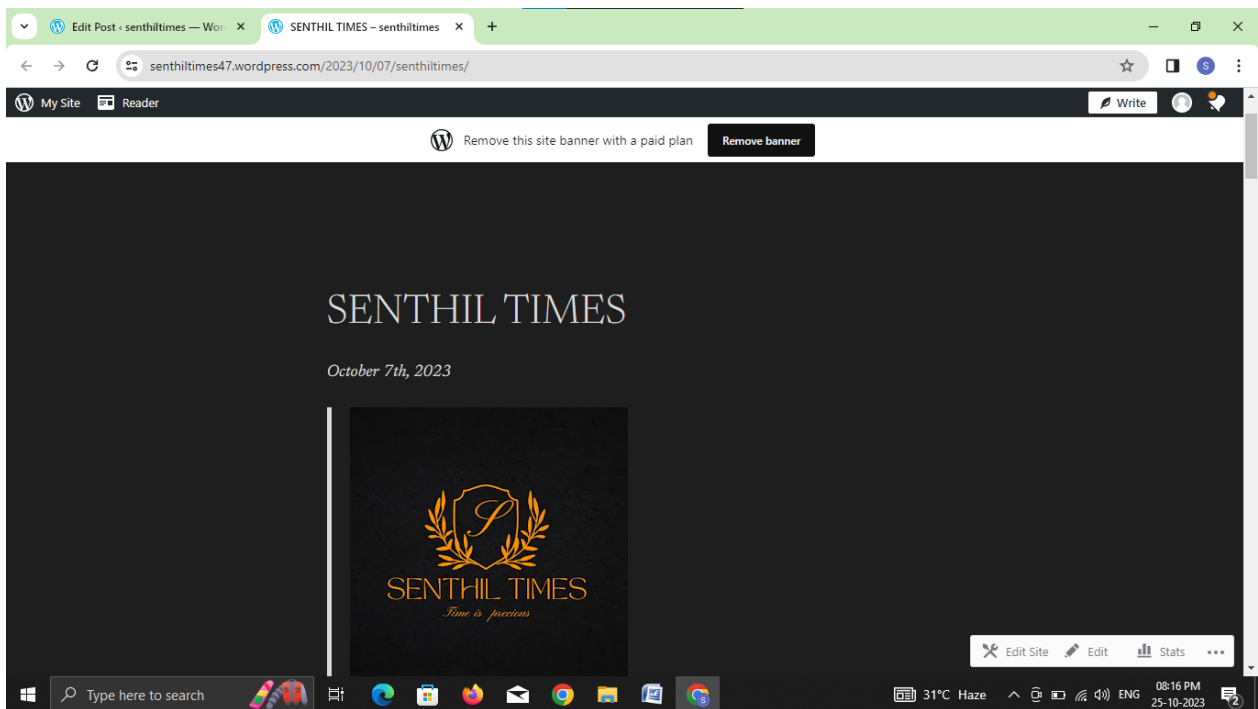 Edit Post ‹ senthiltimes — Wor
SENTHIL TIMES – senthiltimes
senthiltimes47.wordpress.com/2023/10/07/senthiltimes/
S
My Site
Reader
Write
Remove this site banner with a paid plan
Remove banner
SENTHIL TIMES
October 7th, 2023
S
SENTHIL TIMES
Time is precious
Edit Site
Edit
Stats
Type here to search
31°C Haze
ENG
08:16 PM
25-10-2023
2